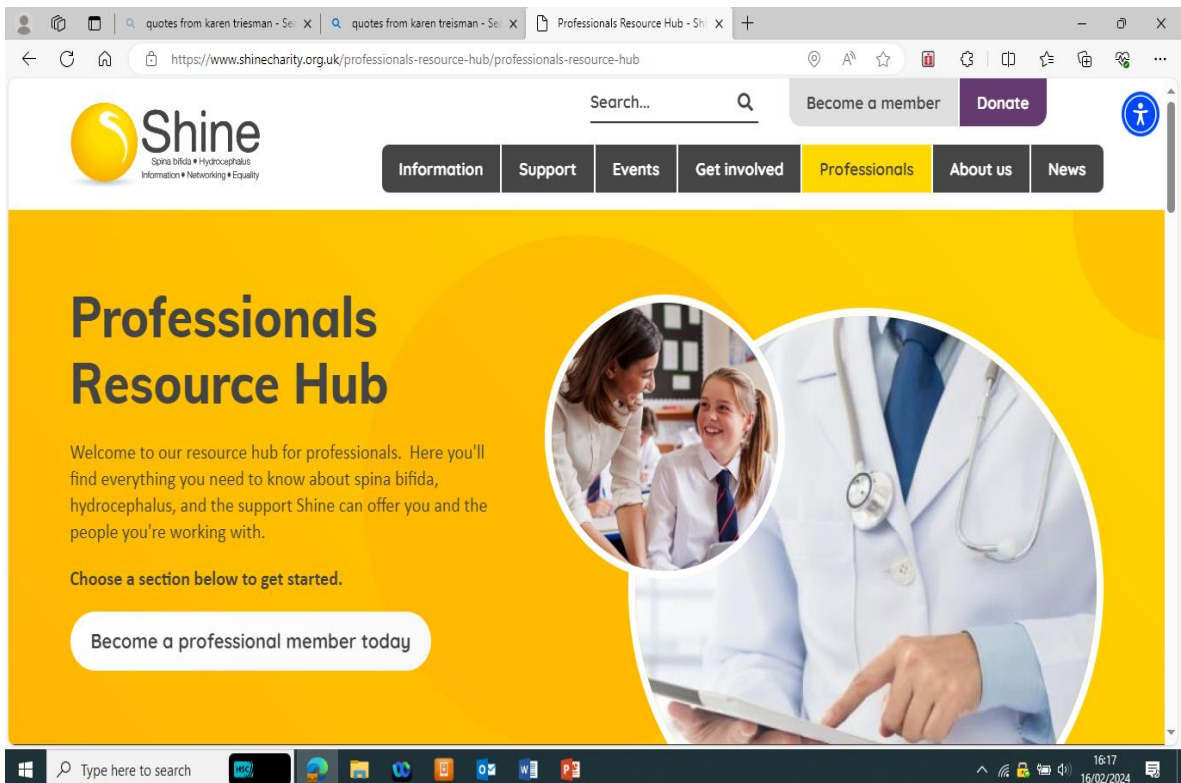 quotes from karen triesman - Sea
quotes from karen treisman - Sea
Professionals Resource Hub - Shi
https://www.shinecharity.org.uk/professionals-resource-hub/professionals-resource-hub
Search...
Become a member
Donate
Shine
Spina bifida • Hydrocephalus
Information • Networking • Equality
Information
Support
Events
Get involved
Professionals
About us
News
Professionals
Resource Hub
Welcome to our resource hub for professionals. Here you'll
find everything you need to know about spina bifida,
hydrocephalus, and the support Shine can offer you and the
people you're working with.
Choose a section below to get started.
Become a professional member today
Type here to search
HSC
16:17
16/02/2024